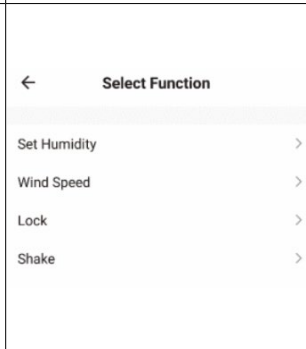 Select Function
Set Humidity
Wind Speed
Lock
Shake